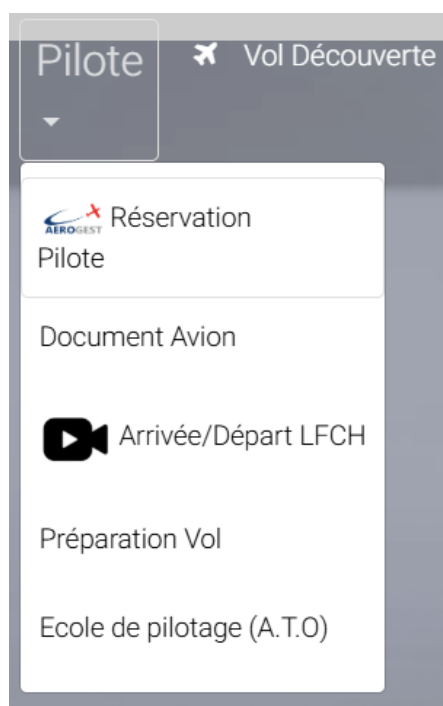 Pilote
Vol Découverte
AEROGEST Réservation
Pilote
Document Avion
Arrivée/Départ LFCH
Préparation Vol
Ecole de pilotage (A.T.O)